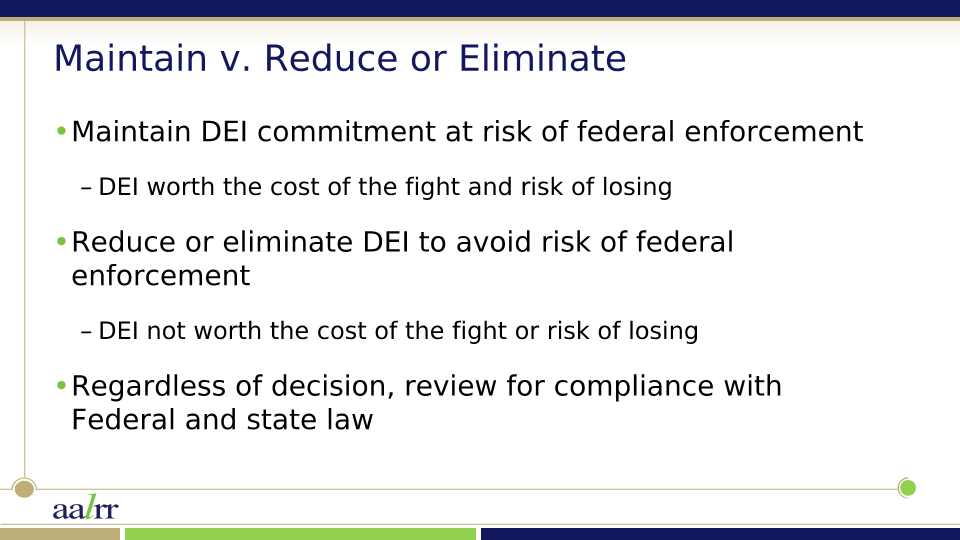 Maintain v. Reduce or Eliminate
•Maintain DEI commitment at risk of federal enforcement
– DEI worth the cost of the fight and risk of losing
•Reduce or eliminate DEI to avoid risk of federal
enforcement
– DEI not worth the cost of the fight or risk of losing
•Regardless of decision, review for compliance with
Federal and state law
aalrr